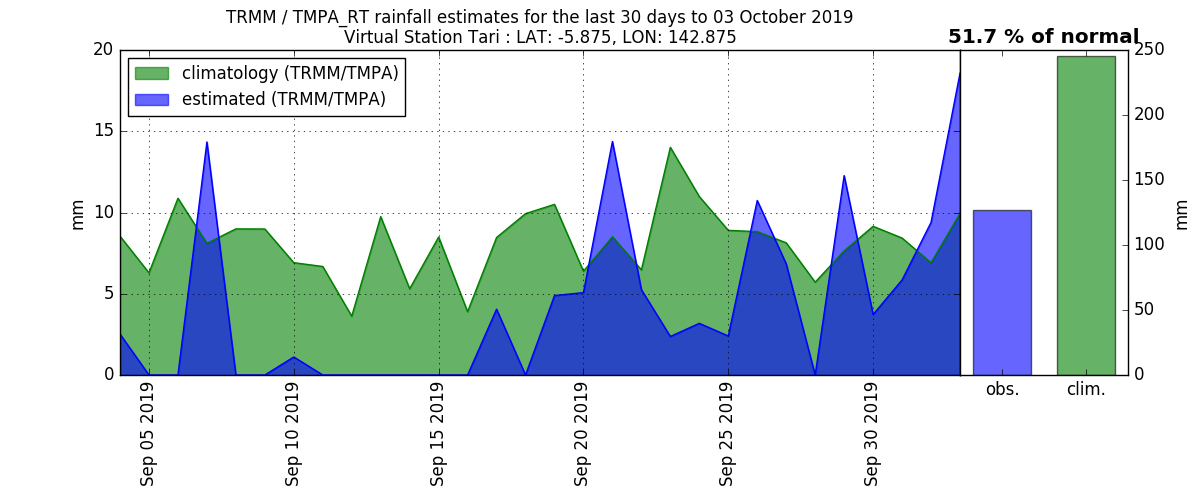 TRMM / TMPA_RT rainfall estimates for the last 30 days to 03 October 2019
Virtual Station Tari : LAT: -5.875, LON: 142.875
51.7 % of normal
climatology (TRMM/TMPA)
estimated (TRMM/TMPA)
20
15
10
5
0
mm
Sep 05 2019
Sep 10 2019
Sep 15 2019
Sep 20 2019
Sep 25 2019
Sep 30 2019
250
200
150
100
50
0
mm
obs.
clim.